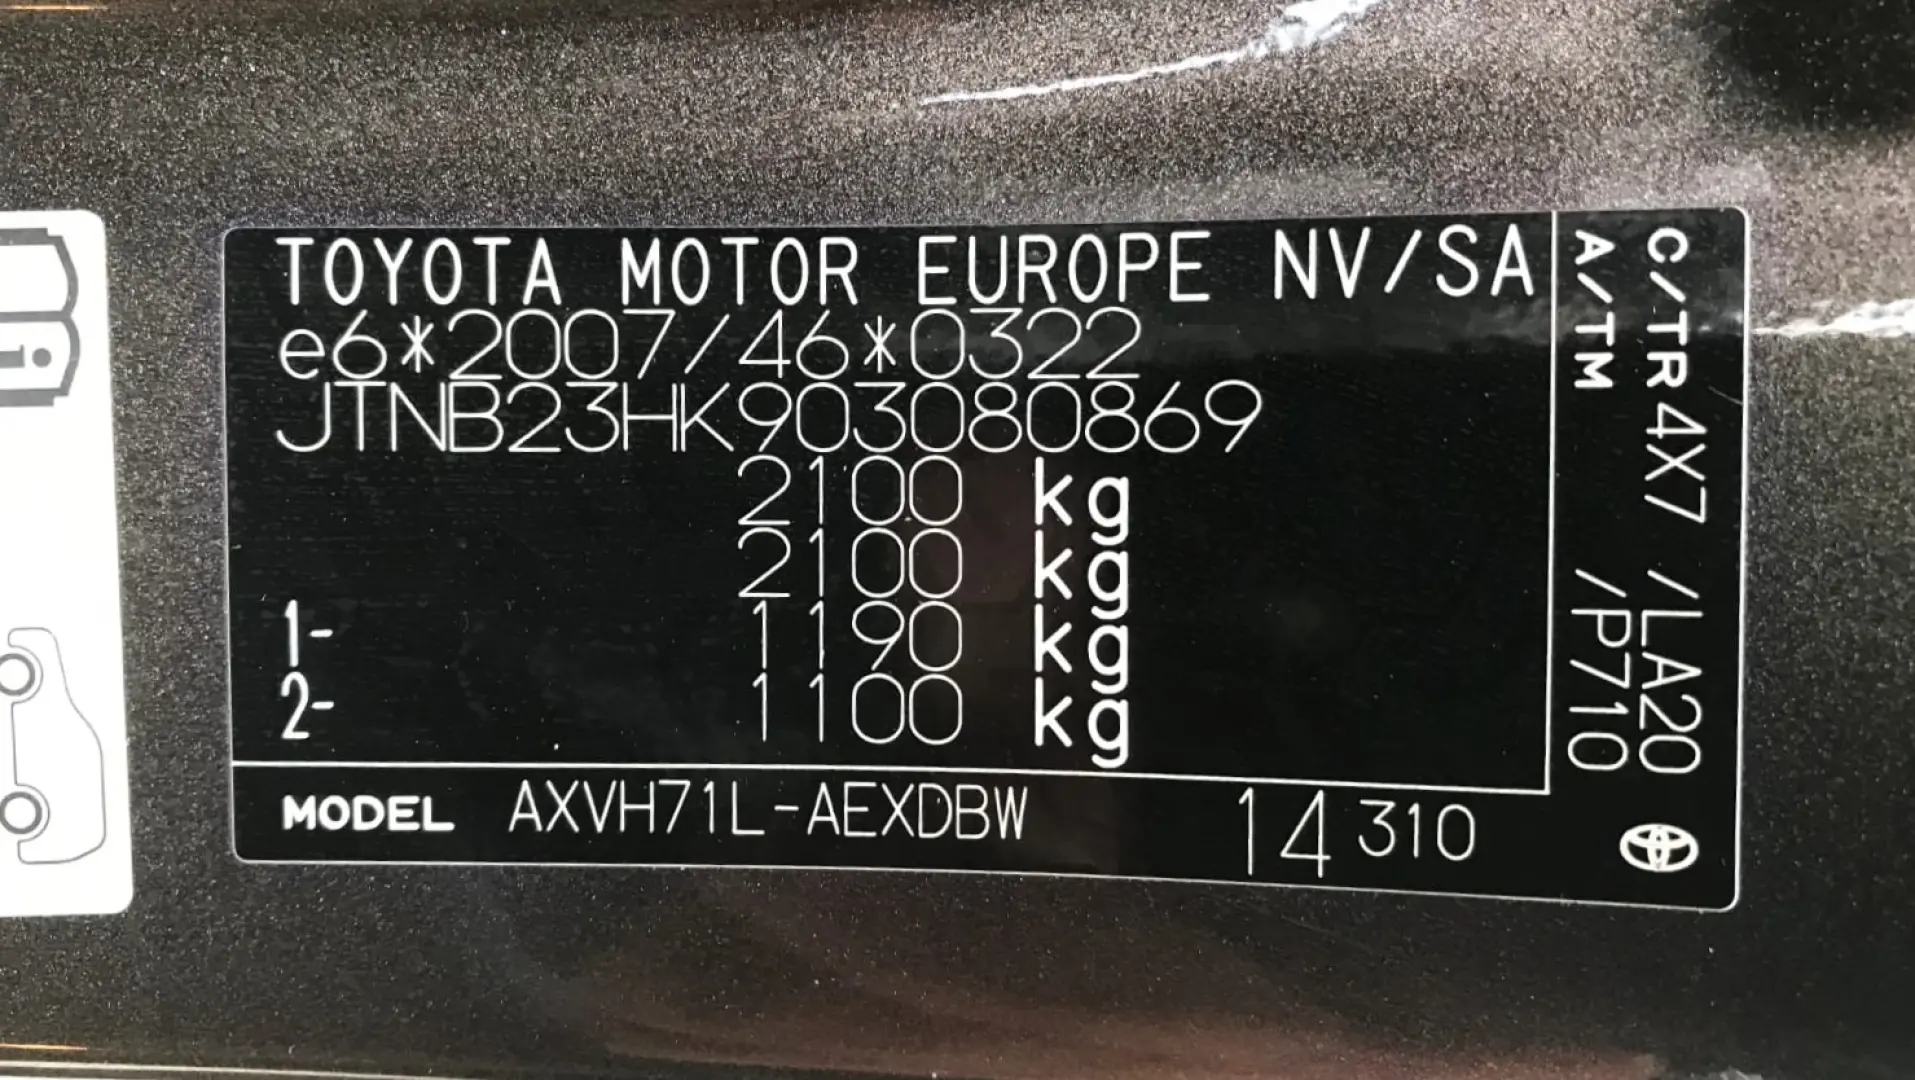 TOYOTA MOTOR EUROPE NV/SA
e6*2007/46*0322
JTNB23HK903080869
2100 kg
2100 kg
1- 1190 kg
2- 1100 kg
MODEL AXVH71L-AEXDBW 14 310
C/TR 4X7 /LA20
A/TM /P710
i